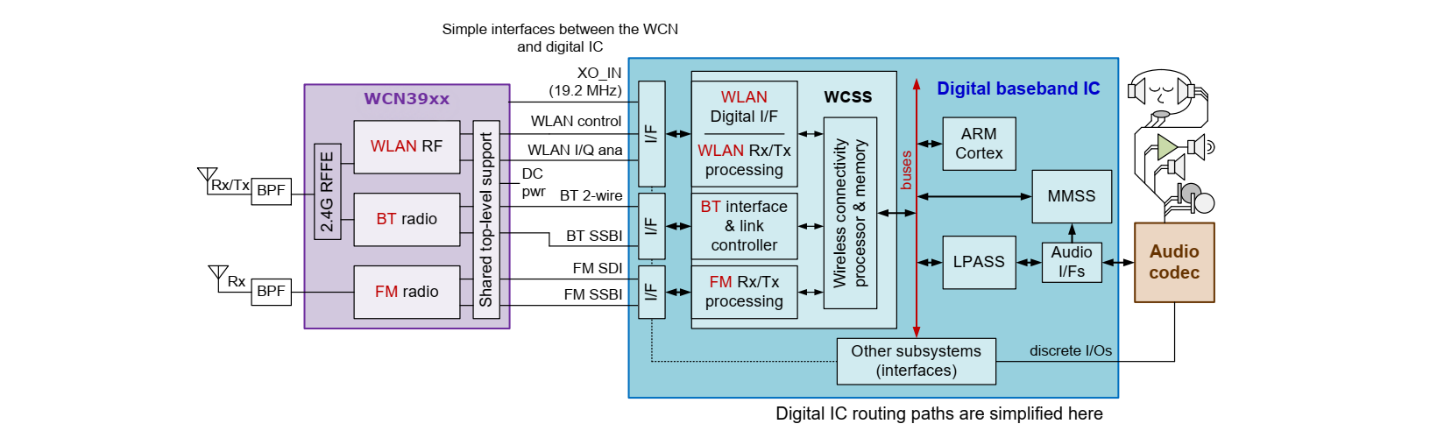 Simple interfaces between the WCN
and digital IC
WCN39xx
Rx/Tx
BPF
2.4G RFFE
WLAN RF
BT radio
Rx
BPF
FM radio
Shared top-level support
XO_IN
(19.2 MHz)
WLAN control
WLAN I/Q ana
DC
pwr
BT 2-wire
BT SSBI
FM SDI
FM SSBI
Digital baseband IC
I/F
I/F
I/F
WCSS
WLAN
Digital I/F
WLAN Rx/Tx
processing
BT interface
& link
controller
FM Rx/Tx
processing
Wireless connectivity
processor & memory
buses
ARM
Cortex
MMSS
LPASS
Audio
I/Fs
Audio
codec
Other subsystems
(interfaces)
discrete I/Os
Digital IC routing paths are simplified here